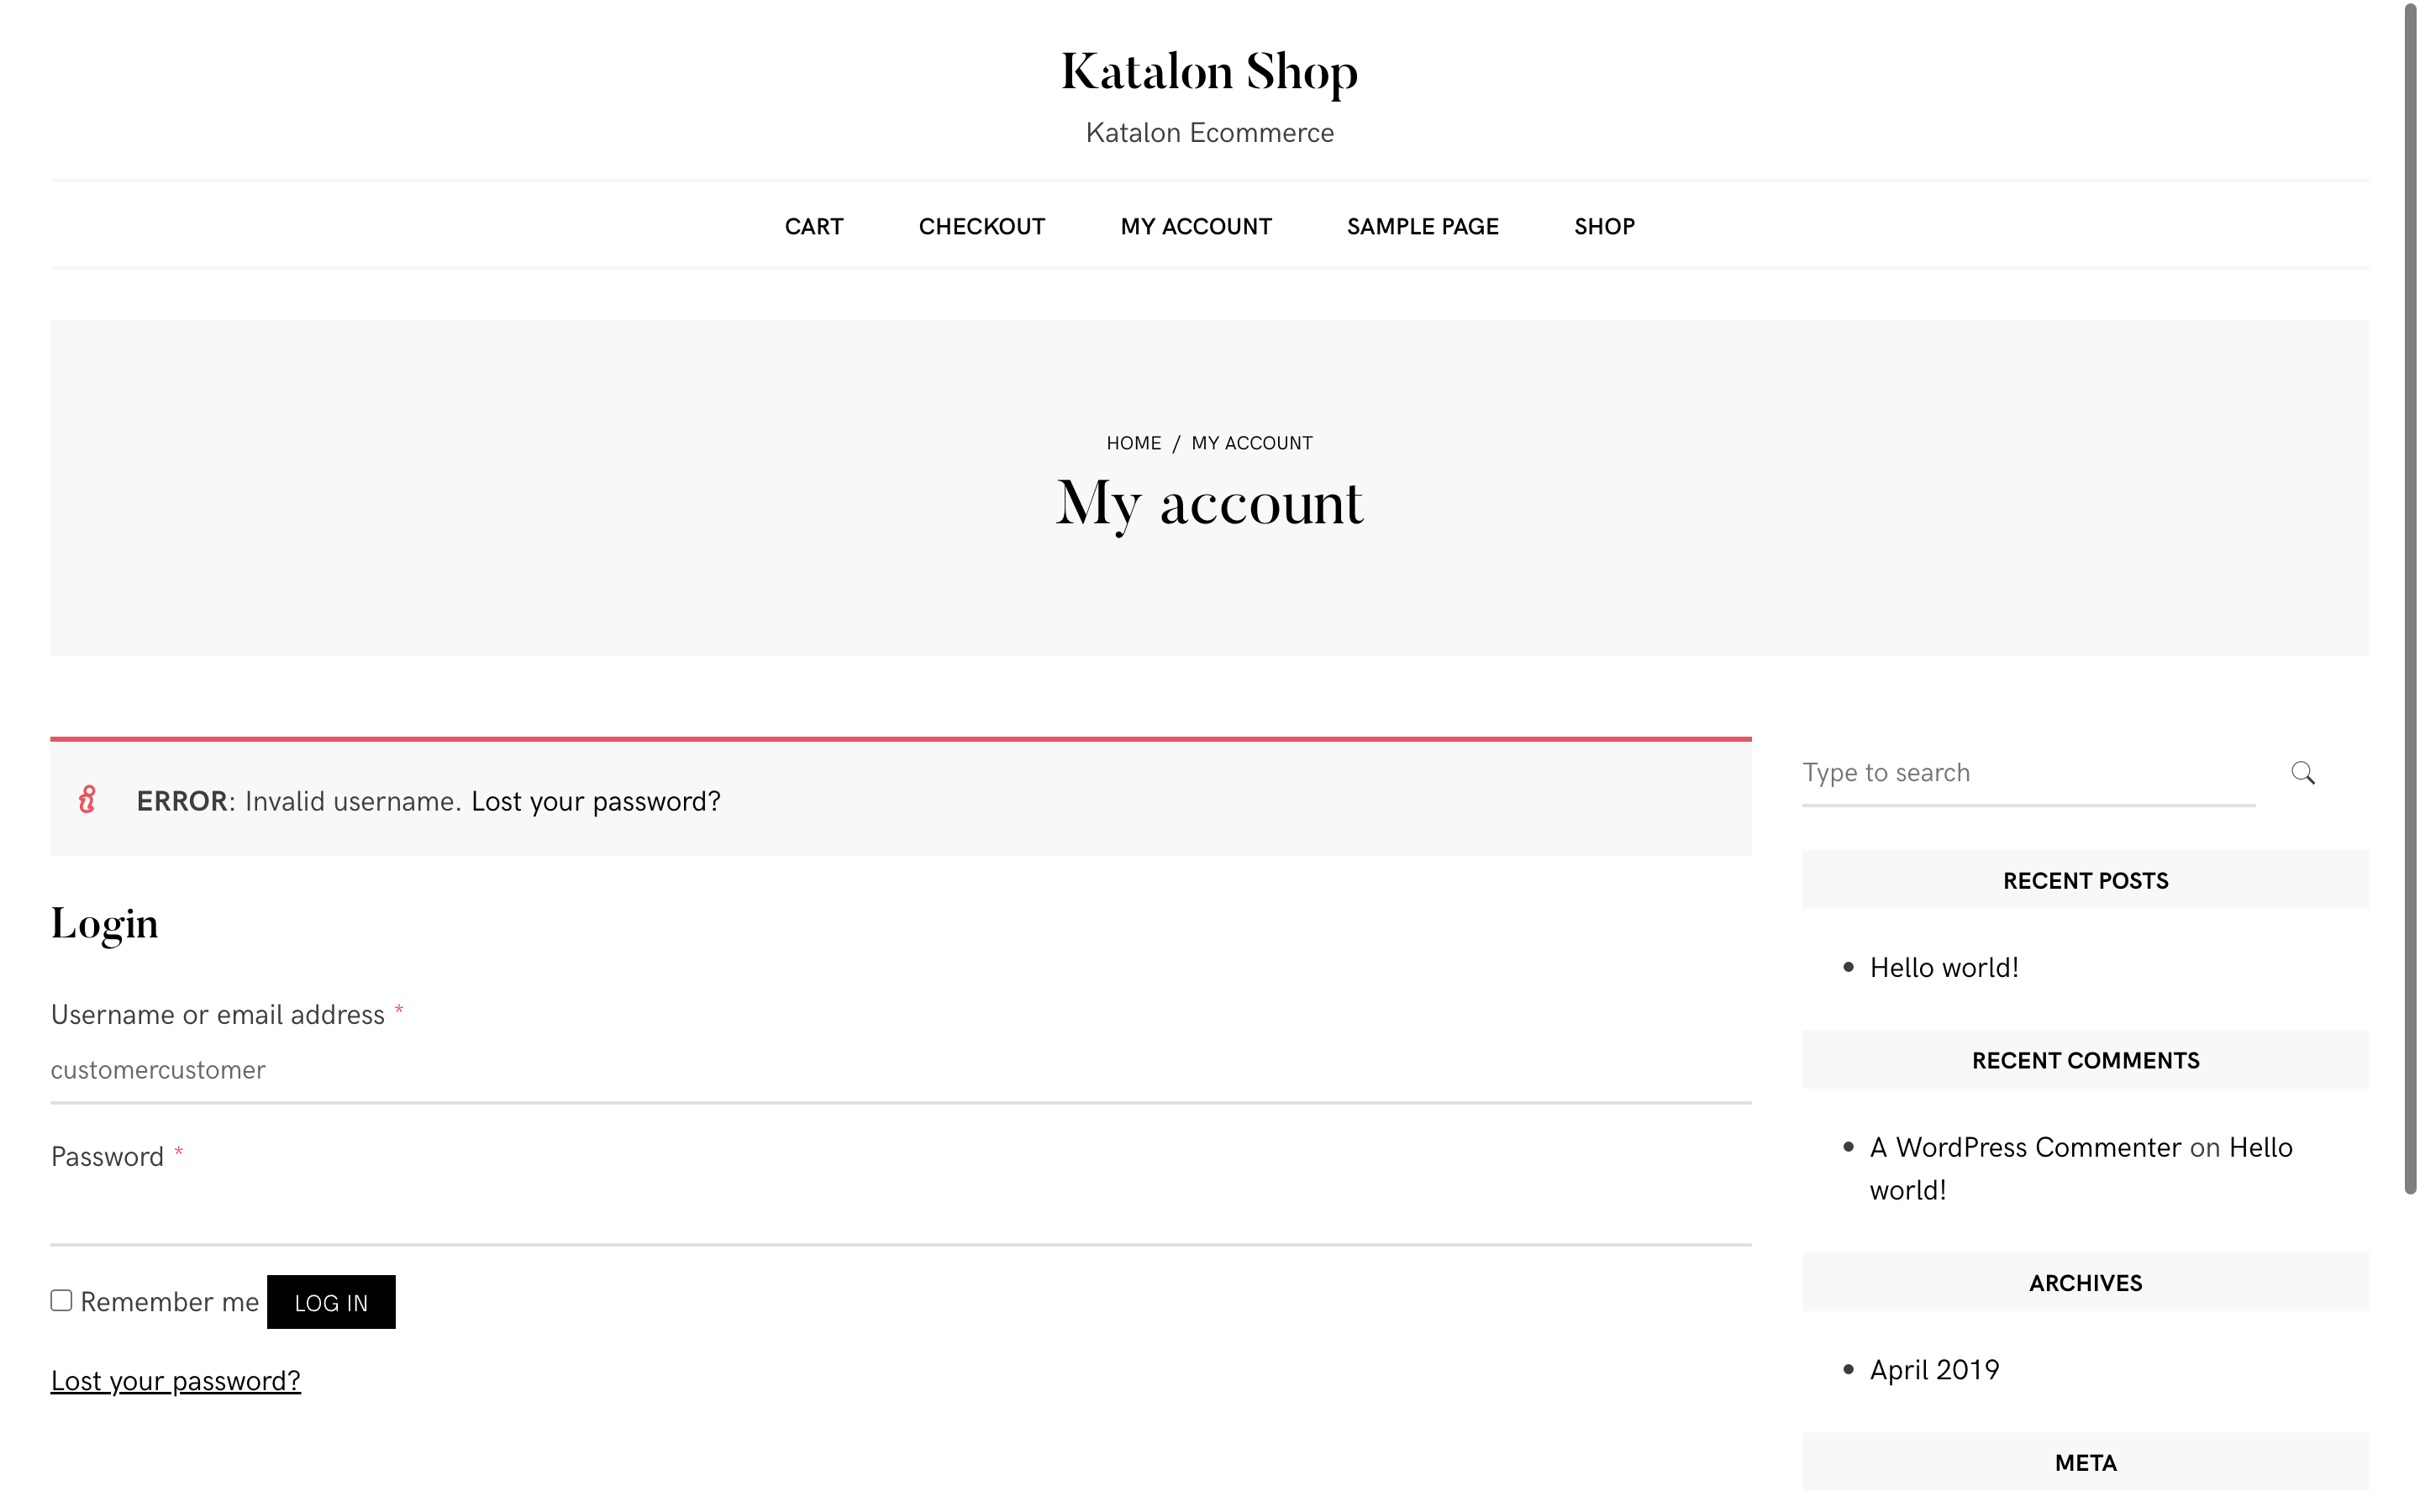 Katalon Shop
Katalon Ecommerce
CART CHECKOUT MY ACCOUNT SAMPLE PAGE SHOP
HOME / MY ACCOUNT
My account
ERROR: Invalid username. Lost your password?
Login
Username or email address *
customercustomer
Password *
Remember me LOG IN
Lost your password?
Type to search
RECENT POSTS
Hello world!
RECENT COMMENTS
A WordPress Commenter on Hello
world!
ARCHIVES
April 2019
META